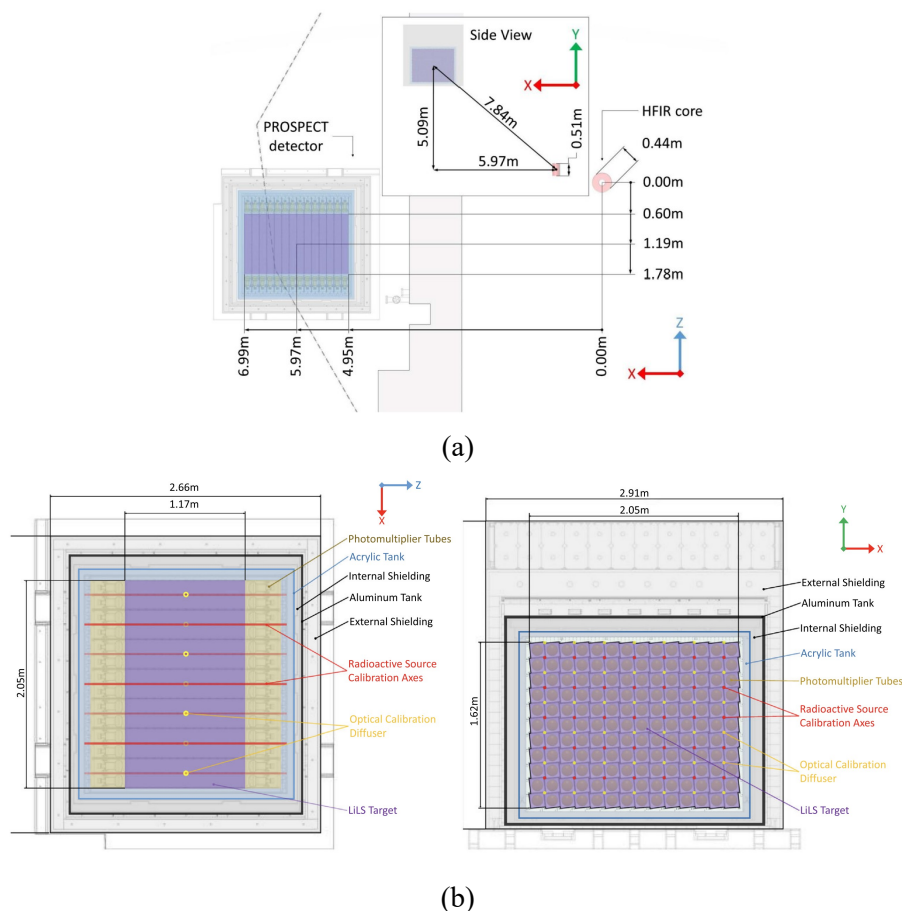 Side View
Y
X
7.84m
5.09m
5.97m
0.51m
PROSPECT
detector
HFIR core
0.44m
0.00m
0.60m
1.19m
1.78m
6.99m
5.97m
4.95m
0.00m
Z
X
(a)
2.66m
1.17m
Z
X
Photomultiplier Tubes
Acrylic Tank
Internal Shielding
Aluminum Tank
External Shielding
Radioactive Source
Calibration Axes
Optical Calibration
Diffuser
LiLS Target
2.05m
2.91m
2.05m
Y
X
External Shielding
Aluminum Tank
Internal Shielding
Acrylic Tank
Photomultiplier Tubes
Radioactive Source
Calibration Axes
Optical Calibration
Diffuser
LiLS Target
1.62m
(b)